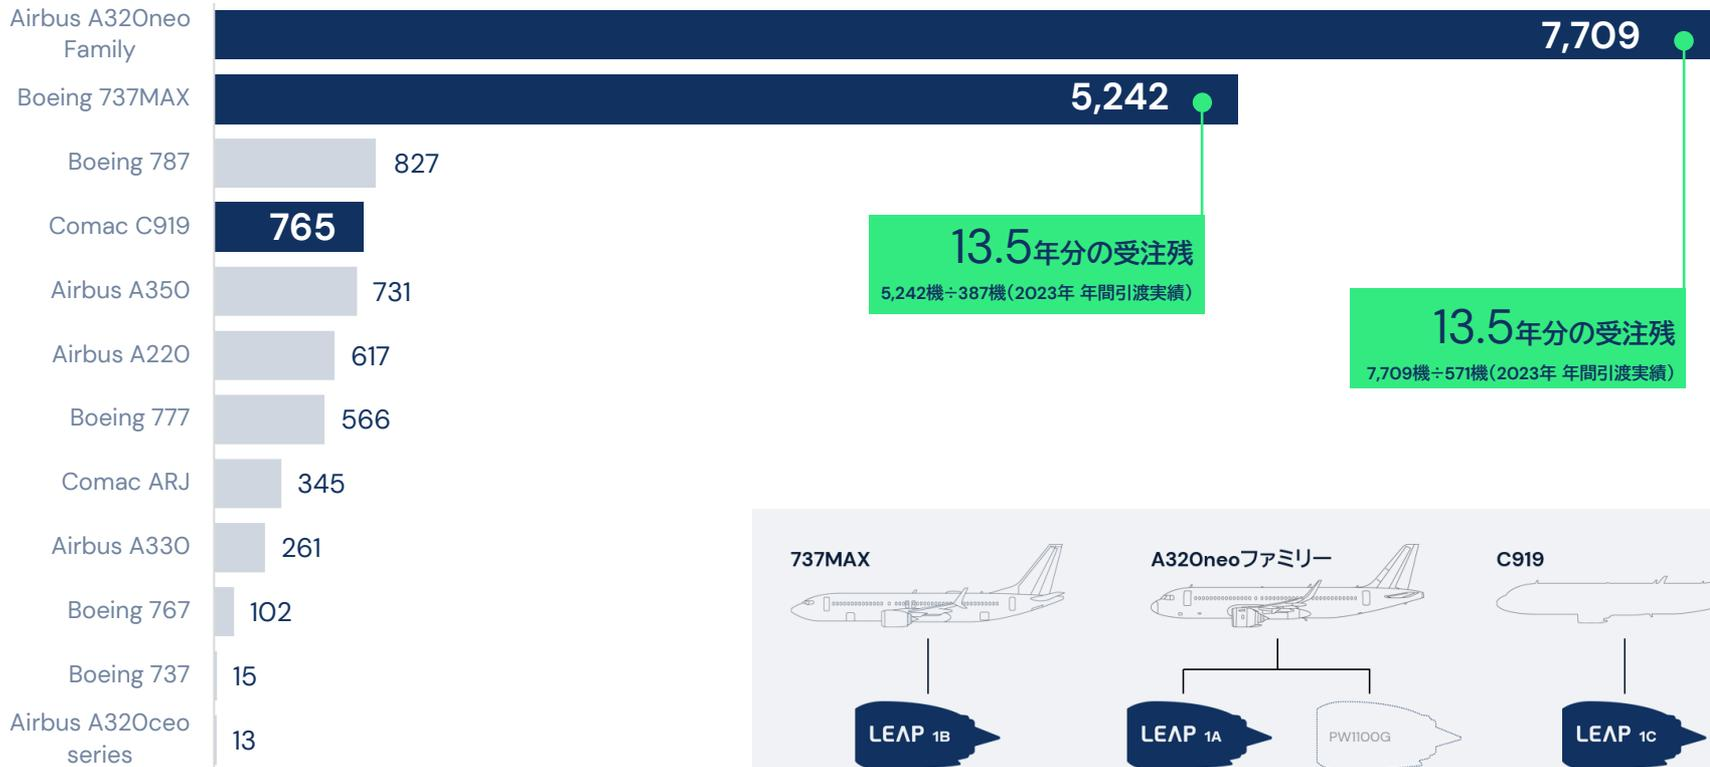 Airbus A320neo
Family
7,709
Boeing 737MAX
5,242
Boeing 787
827
Comac C919
765
13.5年分の受注残
5,242機÷387機(2023年 年間引渡実績)
Airbus A350
731
13.5年分の受注残
7,709機÷571機(2023年 年間引渡実績)
Airbus A220
617
Boeing 777
566
Comac ARJ
345
Airbus A330
261
Boeing 767
102
Boeing 737
15
Airbus A320ceo
series
13
737MAX
A320neoファミリー
C919
LEAP 1B
LEAP 1A
PW1100G
LEAP 1C